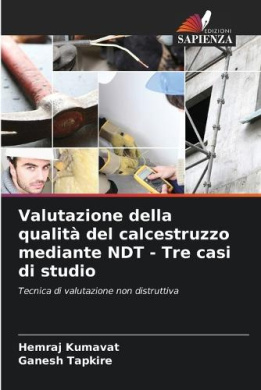 EDIZIONI
SAPIENZA
Valutazione della
qualità del calcestruzzo
mediante NDT - Tre casi
di studio
Tecnica di valutazione non distruttiva
Hemraj Kumavat
Ganesh Tapkire